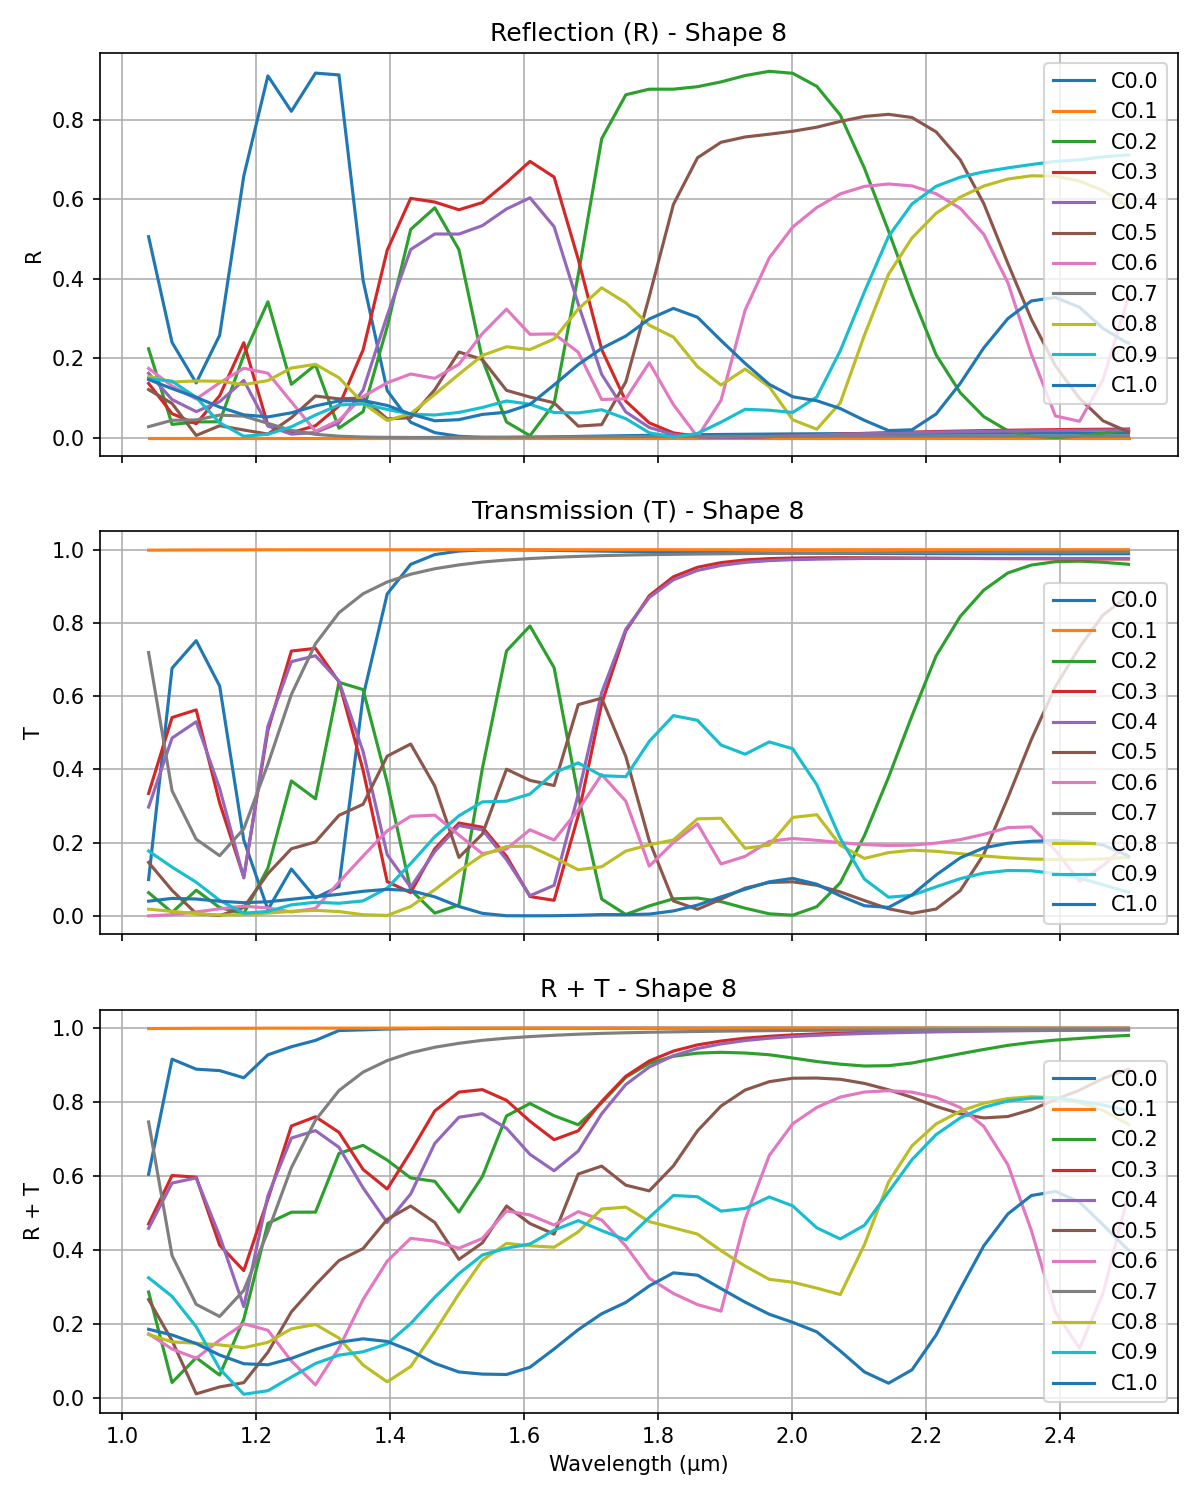 Reflection (R) - Shape 8
R
0.8
0.6
0.4
0.2
0.0
C0.0
C0.1
C0.2
C0.3
C0.4
C0.5
C0.6
C0.7
C0.8
C0.9
C1.0
Transmission (T) - Shape 8
T
1.0
0.8
0.6
0.4
0.2
0.0
C0.0
C0.1
C0.2
C0.3
C0.4
C0.5
C0.6
C0.7
C0.8
C0.9
C1.0
R + T - Shape 8
R + T
1.0
0.8
0.6
0.4
0.2
0.0
C0.0
C0.1
C0.2
C0.3
C0.4
C0.5
C0.6
C0.7
C0.8
C0.9
C1.0
1.0 1.2 1.4 1.6 1.8 2.0 2.2 2.4
Wavelength (μm)